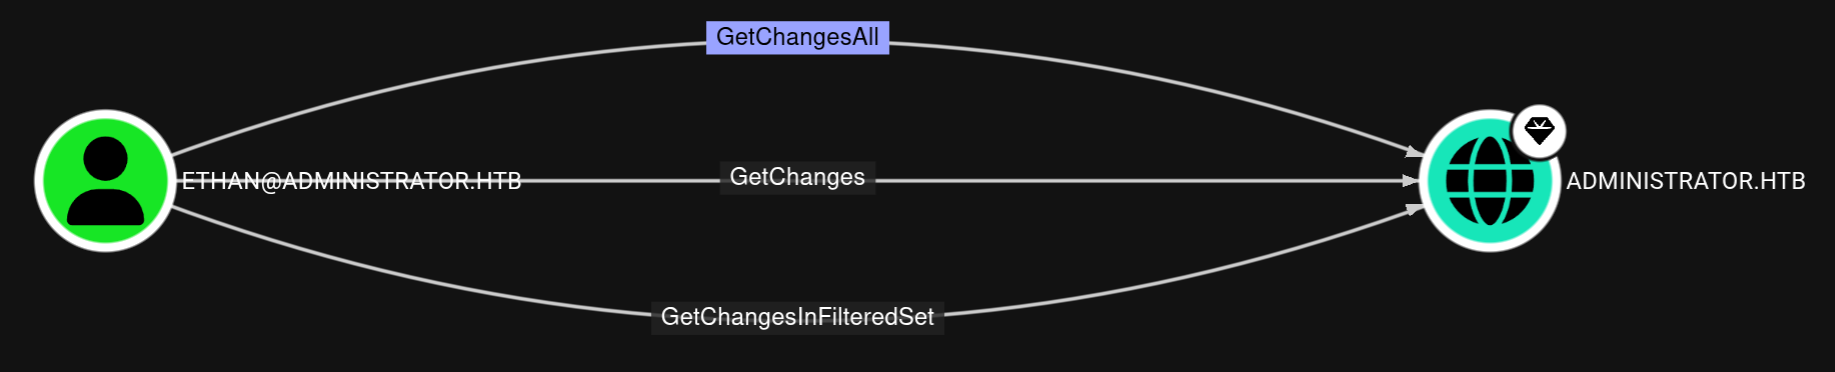 GetChangesAll
ETHAN@ADMINISTRATOR.HTB
GetChanges
ADMINISTRATOR.HTB
GetChangesInFilteredSet